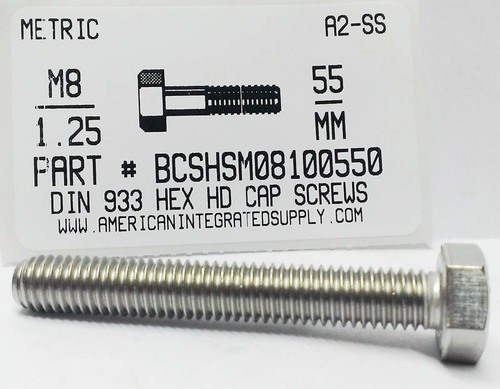 METRIC A2-SS
M8 55
1.25 MM
PART # BCSHSM08100550
DIN 933 HEX HD CAP SCREWS
WWW.AMERICANINTEGRATEDSUPPLY.COM